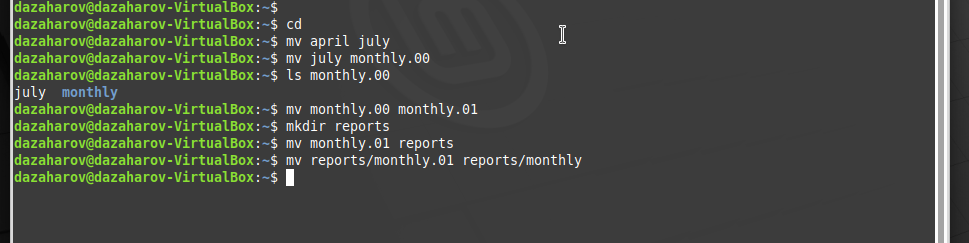 dazaharov@dazaharov-VirtualBox:~$
dazaharov@dazaharov-VirtualBox:~$ cd
dazaharov@dazaharov-VirtualBox:~$ mv april july
dazaharov@dazaharov-VirtualBox:~$ mv july monthly.00
dazaharov@dazaharov-VirtualBox:~$ ls monthly.00
july  monthly
dazaharov@dazaharov-VirtualBox:~$ mv monthly.00 monthly.01
dazaharov@dazaharov-VirtualBox:~$ mkdir reports
dazaharov@dazaharov-VirtualBox:~$ mv monthly.01 reports
dazaharov@dazaharov-VirtualBox:~$ mv reports/monthly.01 reports/monthly
dazaharov@dazaharov-VirtualBox:~$